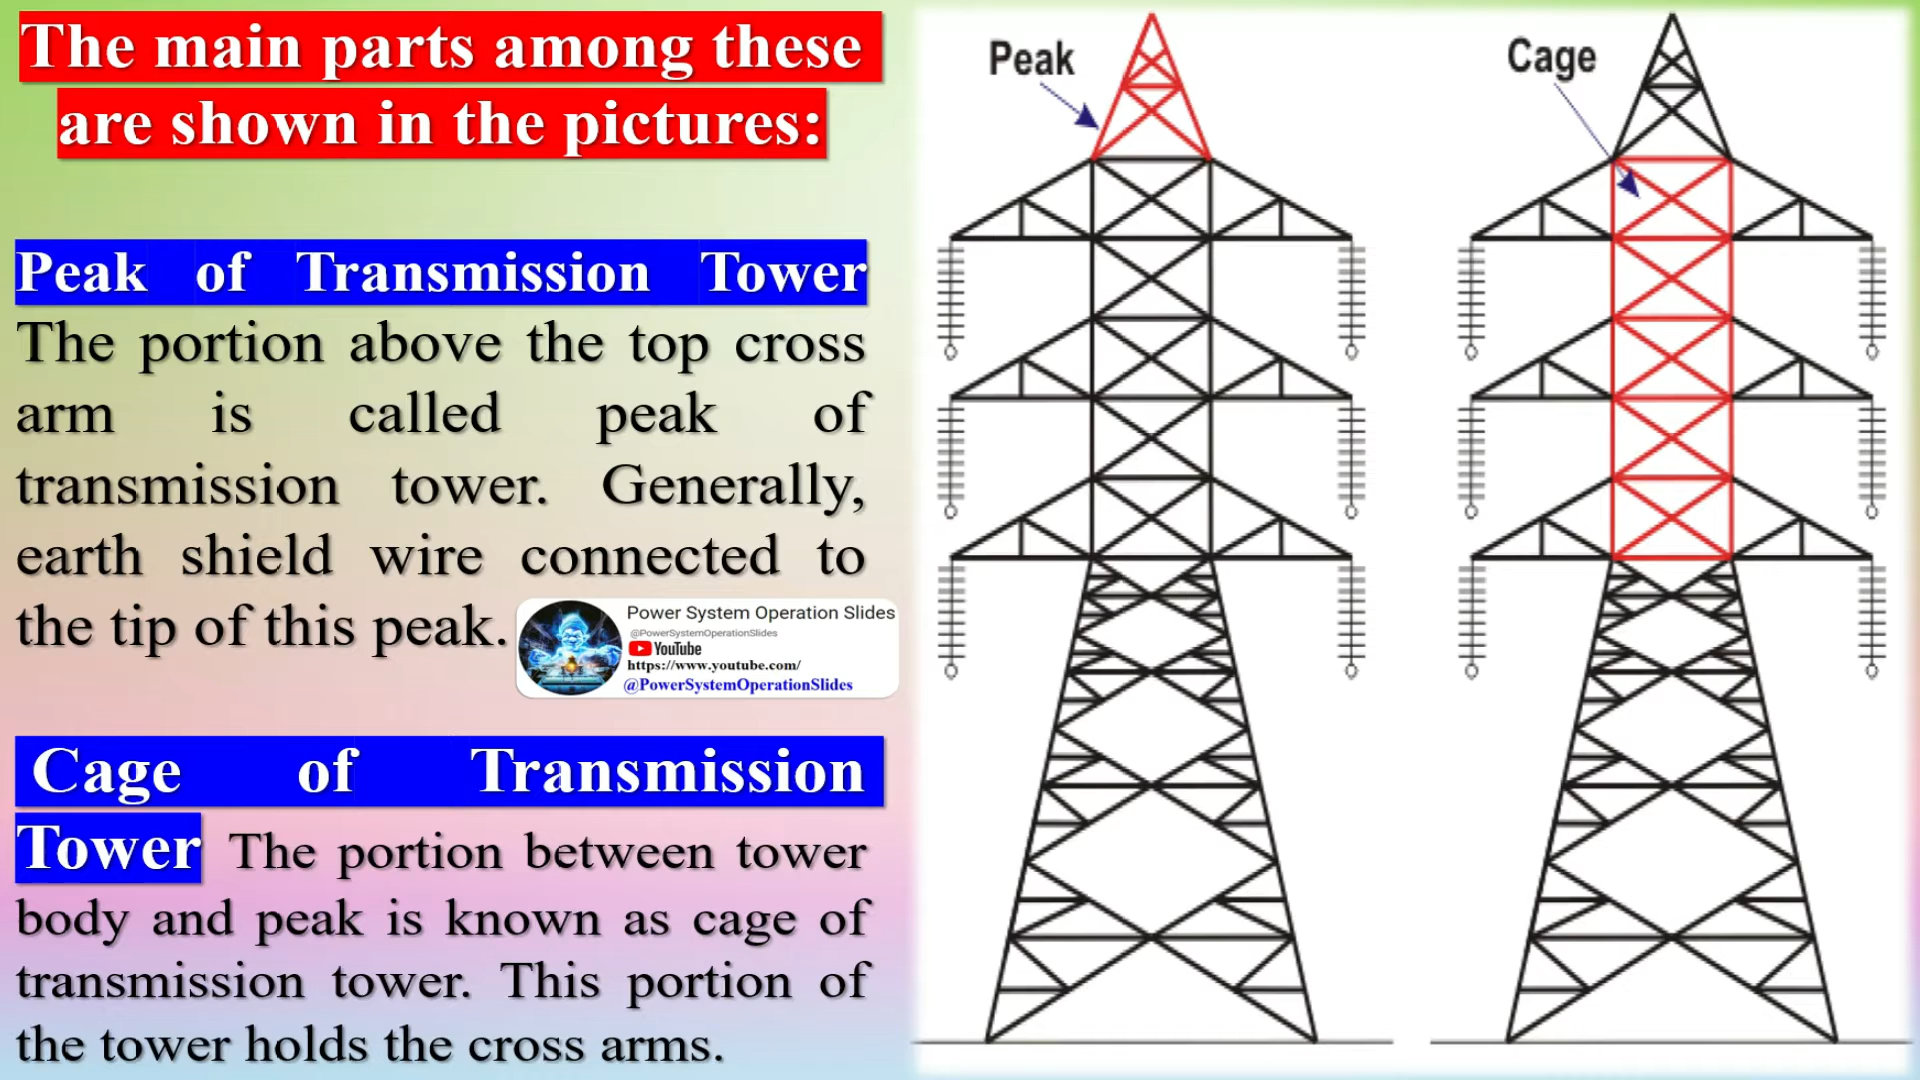 The main parts among these
are shown in the pictures:
Peak of Transmission Tower
The portion above the top cross
arm is called peak of
transmission tower. Generally,
earth shield wire connected to
the tip of this peak.
Power System Operation Slides
@PowerSystemOperationSlides
YouTube
https://www.youtube.com/
@PowerSystemOperationSlides
Cage of Transmission
Tower The portion between tower
body and peak is known as cage of
transmission tower. This portion of
the tower holds the cross arms.
Peak
Cage